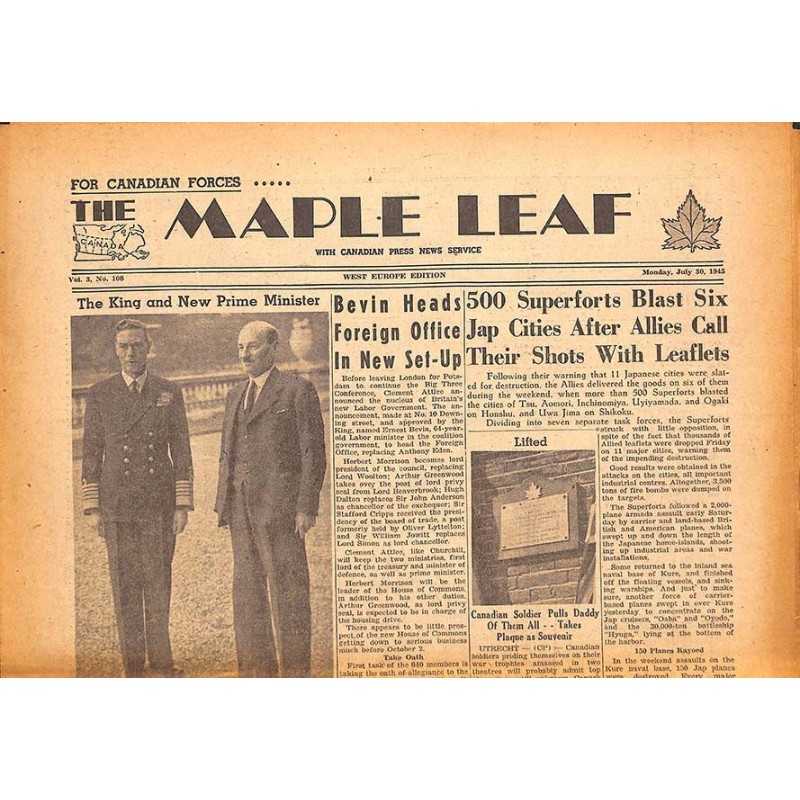 FOR CANADIAN FORCES •••••
THE MAPLE LEAF
CANADA
WITH CANADIAN PRESS NEWS SERVICE
Vol. 3, No. 108
WEST EUROPE EDITION
Monday, July 30, 1945
The King and New Prime Minister
Bevin Heads
Foreign Office
In New Set-Up
Before leaving London for Pots-
dam to continue the Big Three
Conference, Clement Attlee an-
nounced the nucleus of Britain's
new Labor Government. The an-
nouncement, made at No. 10 Down-
ing street, and approved by the
King, named Ernest Bevin, 64-year-
old Labor minister in the coalition
government, to head the Foreign
Office, replacing Anthony Eden.
Herbert Morrison becomes lord
president of the council, replacing
Lord Woolton; Arthur Greenwood
takes over the post of lord privy
seal from Lord Beaverbrook; Hugh
Dalton replaces Sir John Anderson
as chancellor of the exchequer; Sir
Stafford Cripps received the presi-
dency of the board of trade, a post
formerly held by Oliver Lyttelton;
and Sir William Jowitt replaces
Lord Simon as lord chancellor.
Clement Attlee, like Churchill,
will keep the two ministries, first
lord of the treasury and minister of
defence, as well as prime minister.
Herbert Morrison will be the
leader of the House of Commons,
in addition to his other duties.
Arthur Greenwood, as lord privy
seal, is expected to be in charge of
the housing drive.
There appears to be little pros-
pect of the new House of Commons
getting down to serious business
much before October 2.
Take Oath
First task of the 640 members is
taking the oath of allegiance to the
500 Superforts Blast Six
Jap Cities After Allies Call
Their Shots With Leaflets
Following their warning that 11 Japanese cities were slat-
ed for destruction, the Allies delivered the goods on six of them
during the weekend, when more than 500 Superforts blasted
the cities of Tsu, Aomori, Inchinomiya, Ujiyamada, and Ogaki
on Honshu, and Uwa Jima on Shikoku.
Dividing into seven separate task forces, the Superforts
struck with little opposition, in
spite of the fact that thousands of
Allied leaflets were dropped Friday
on 11 major cities, warning them
of the impending destruction.
Good results were obtained in the
attacks on the cities, all important
industrial centres. Altogether, 3,500
tons of fire bombs were dumped on
the targets.
The Superforts followed a 2,000-
plane armada assault early Satur-
day by carrier and land-based Brit-
ish and American planes, which
swept up and down the length of
the Japanese home-islands, shoot-
ing up industrial areas and war
installations.
Some returned to the inland sea
naval base of Kure, and finished
off the floating vessels, and sink-
ing warships. And just to make
sure, another force of carrier-
based planes swept in over Kure
yesterday to concentrate on the
Jap cruisers, "Oaba" and "Oyodo,"
and the 30,000-ton battleship
"Hyuga," lying at the bottom of
the harbor.
150 Planes Kayoed
In the weekend assaults on the
Kure naval base, 150 Jap planes
were destroyed. Every major
Lifted
Canadian Soldier Pulls Daddy
Of Them All - - Takes
Plaque as Souvenir
UTRECHT — (CP) — Canadian
soldiers priding themselves on their
war trophies amassed in two
theatres will probably admit top